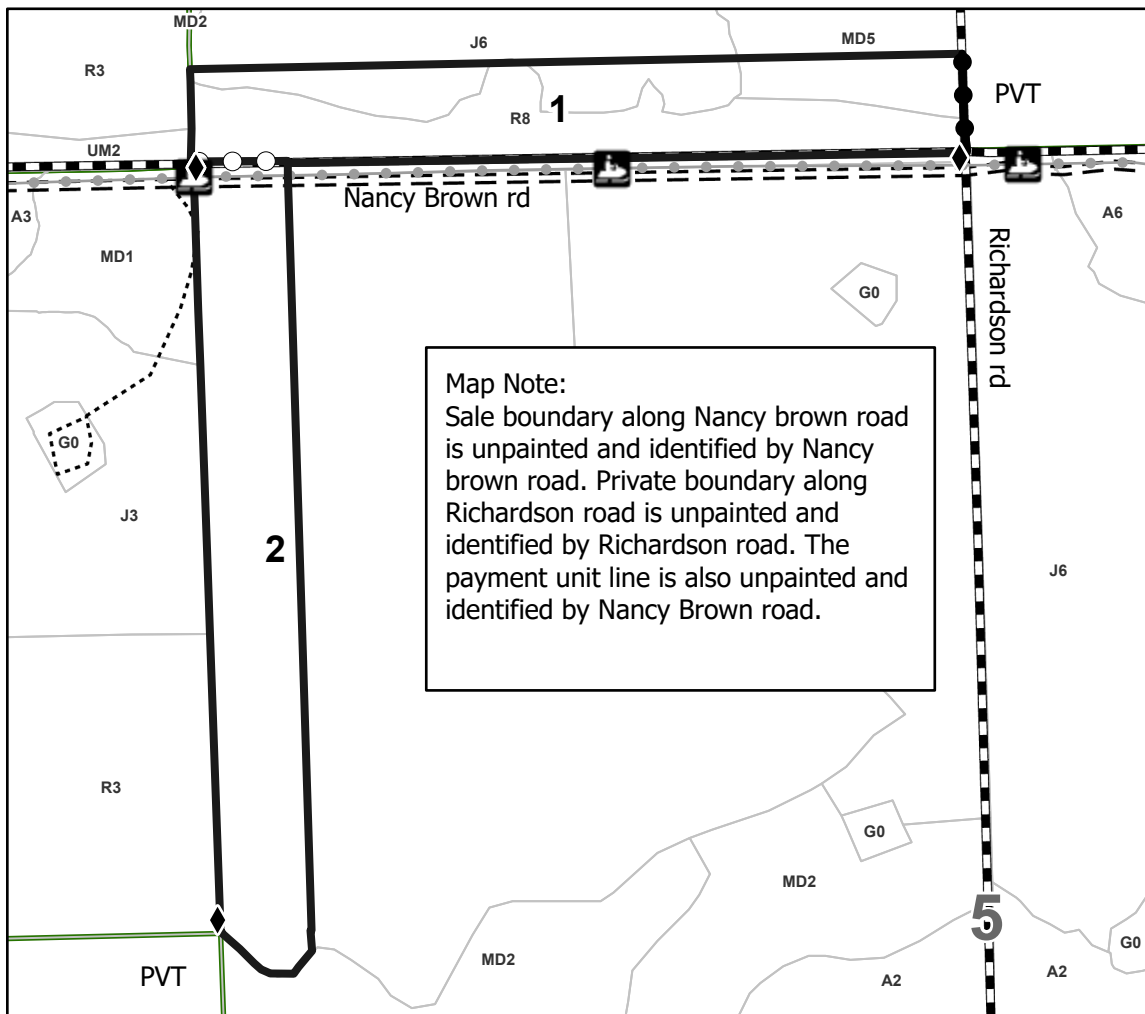 MD2
J6
MD5
R3
PVT
1
R8
UM2
Nancy Brown rd
A3
A6
MD1
Richardson rd
G0
Map Note:
Sale boundary along Nancy brown road
is unpainted and identified by Nancy
brown road. Private boundary along
Richardson road is unpainted and
identified by Richardson road. The
payment unit line is also unpainted and
identified by Nancy Brown road.
G0
J3
2
J6
R3
G0
MD2
5
G0
MD2
PVT
A2
A2